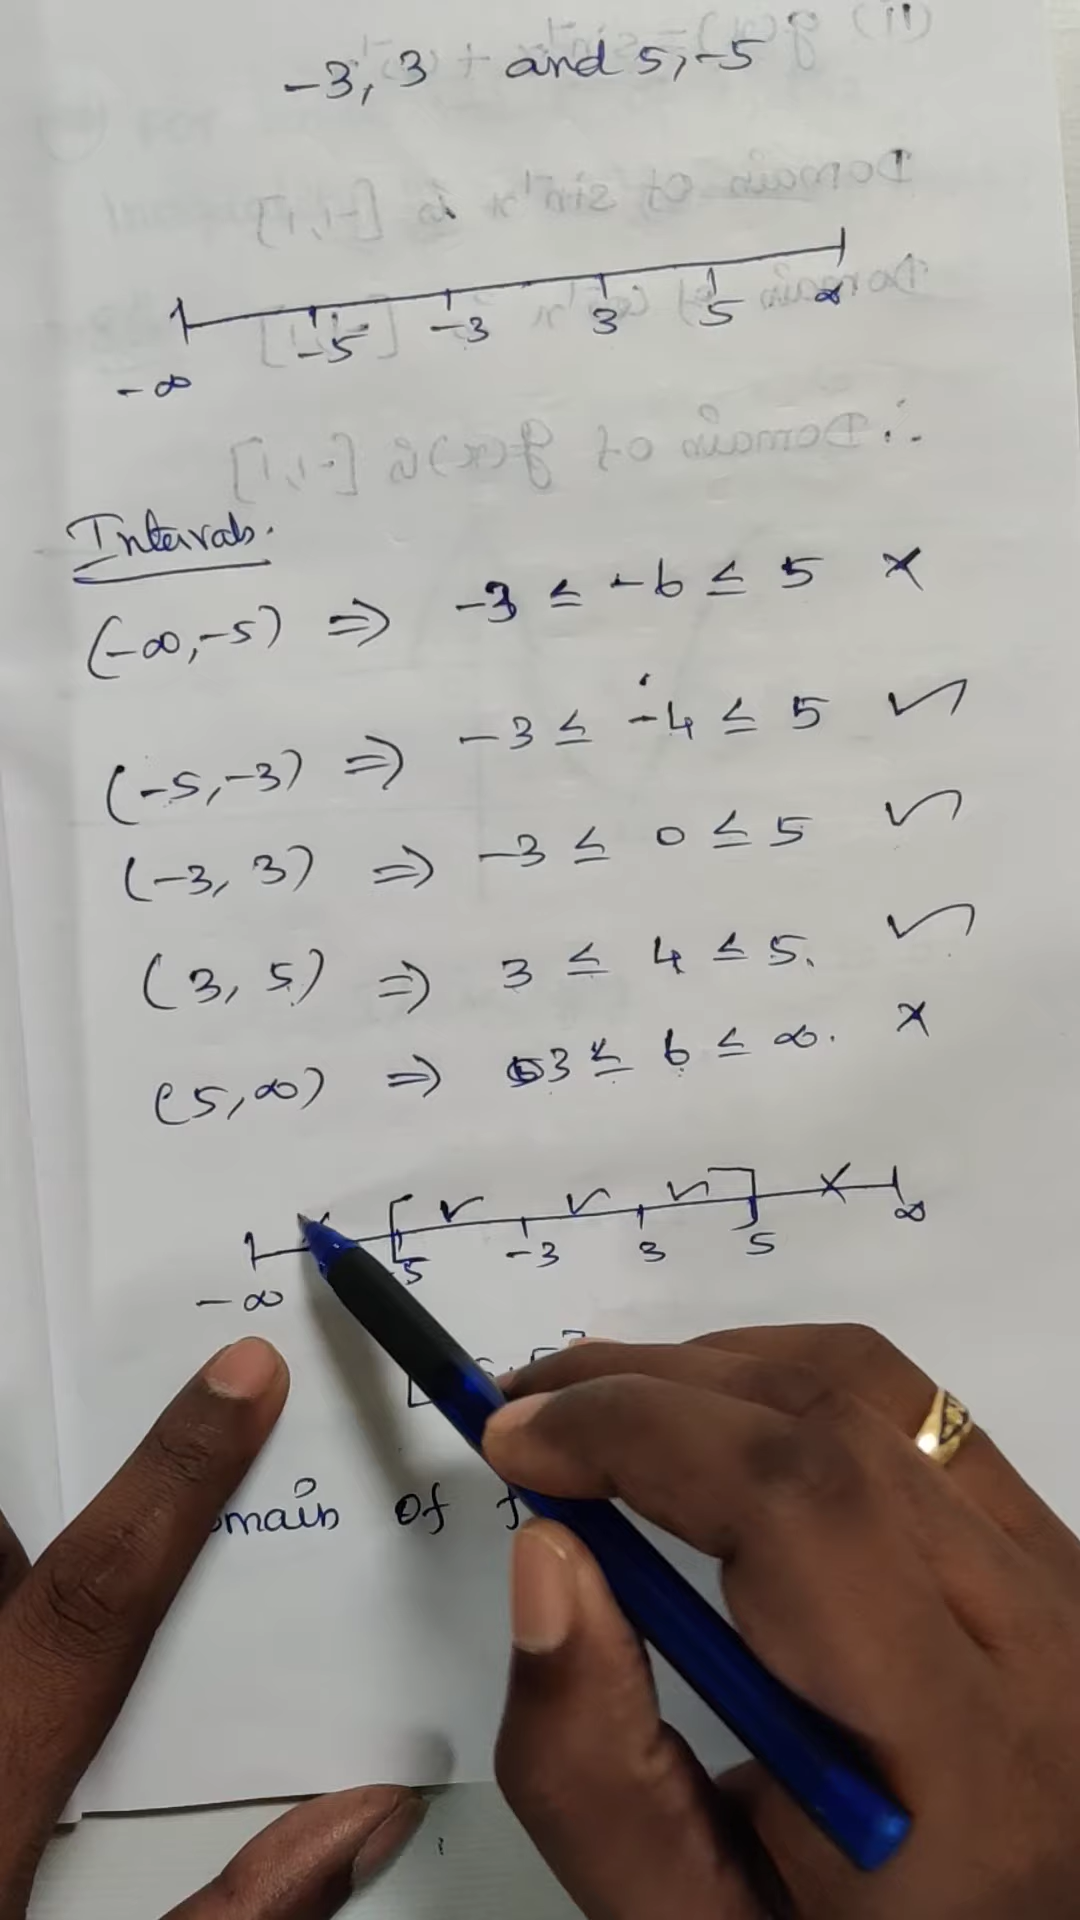 -3, 3 and 5, -5
-∞ -5 -3 3 5 ∞
Intervals.
(-∞, -5) ⇒ -3 ≤ -6 ≤ 5 ×
(-5, -3) ⇒ -3 ≤ -4 ≤ 5 ✓
(-3, 3) ⇒ -3 ≤ 0 ≤ 5 ✓
(3, 5) ⇒ 3 ≤ 4 ≤ 5. ✓
(5, ∞) ⇒ 3 ≤ 6 ≤ ∞. ×
-∞ [-5 ✓ -3 ✓ 3 ✓ 5] × ∞
of